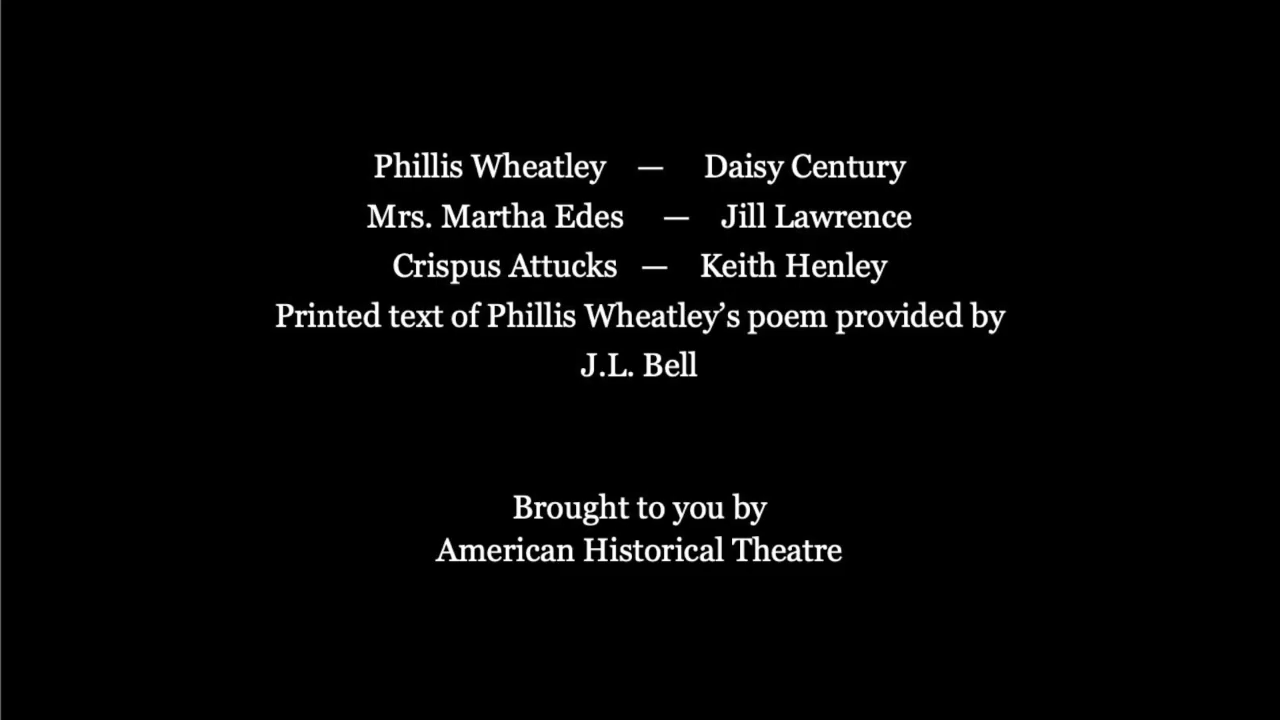 Phillis Wheatley — Daisy Century
Mrs. Martha Edes — Jill Lawrence
Crispus Attucks — Keith Henley
Printed text of Phillis Wheatley’s poem provided by
J.L. Bell
Brought to you by
American Historical Theatre